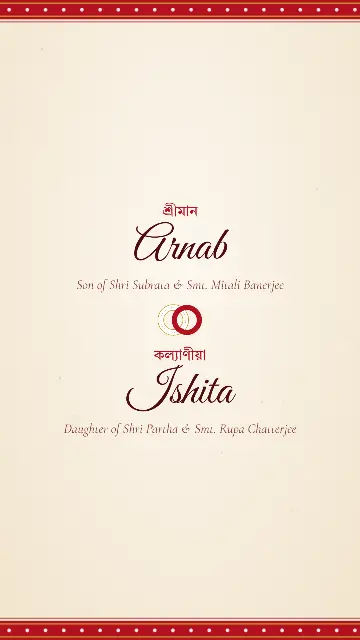 শ্রীমান
Arnab
Son of Shri Subrata & Smt. Mitali Banerjee
কল্যাণীয়া
Ishita
Daughter of Shri Partha & Smt. Rupa Chatterjee